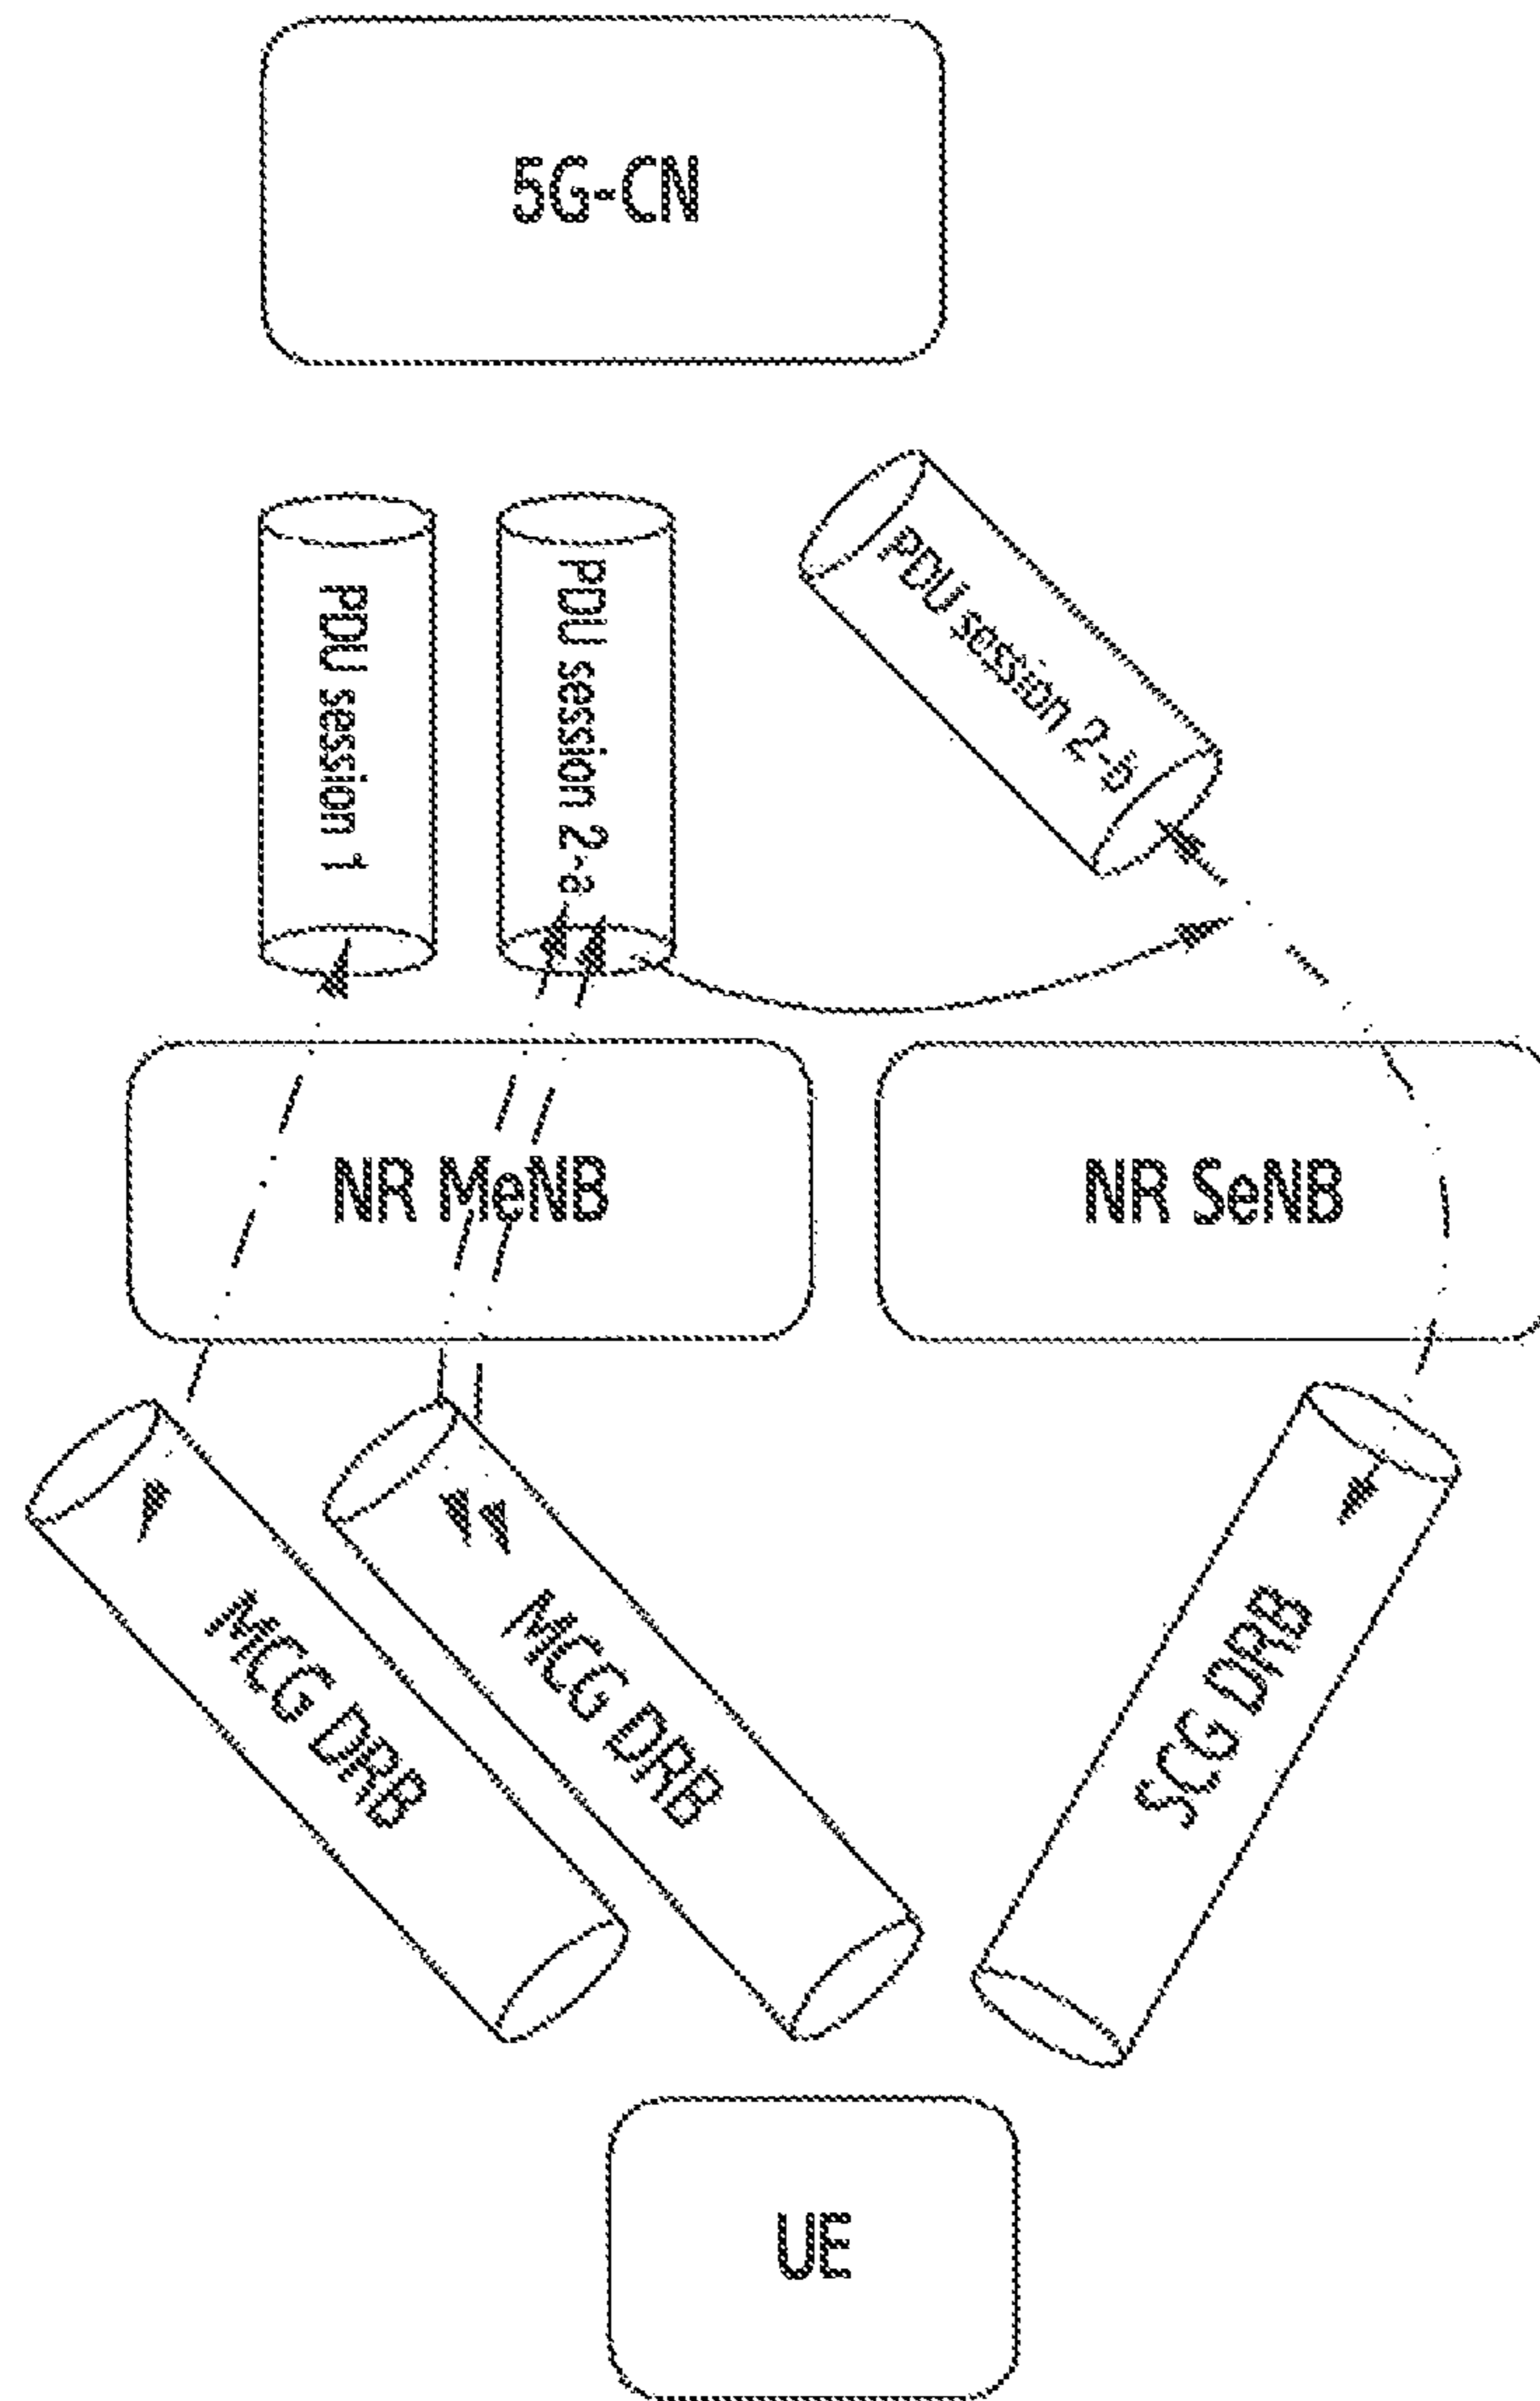 5G-CN
PDU session 1
PDU session 2-a
PDU session 2-b
NR MeNB
NR SeNB
MCG DRB
MCG DRB
SCG DRB
UE